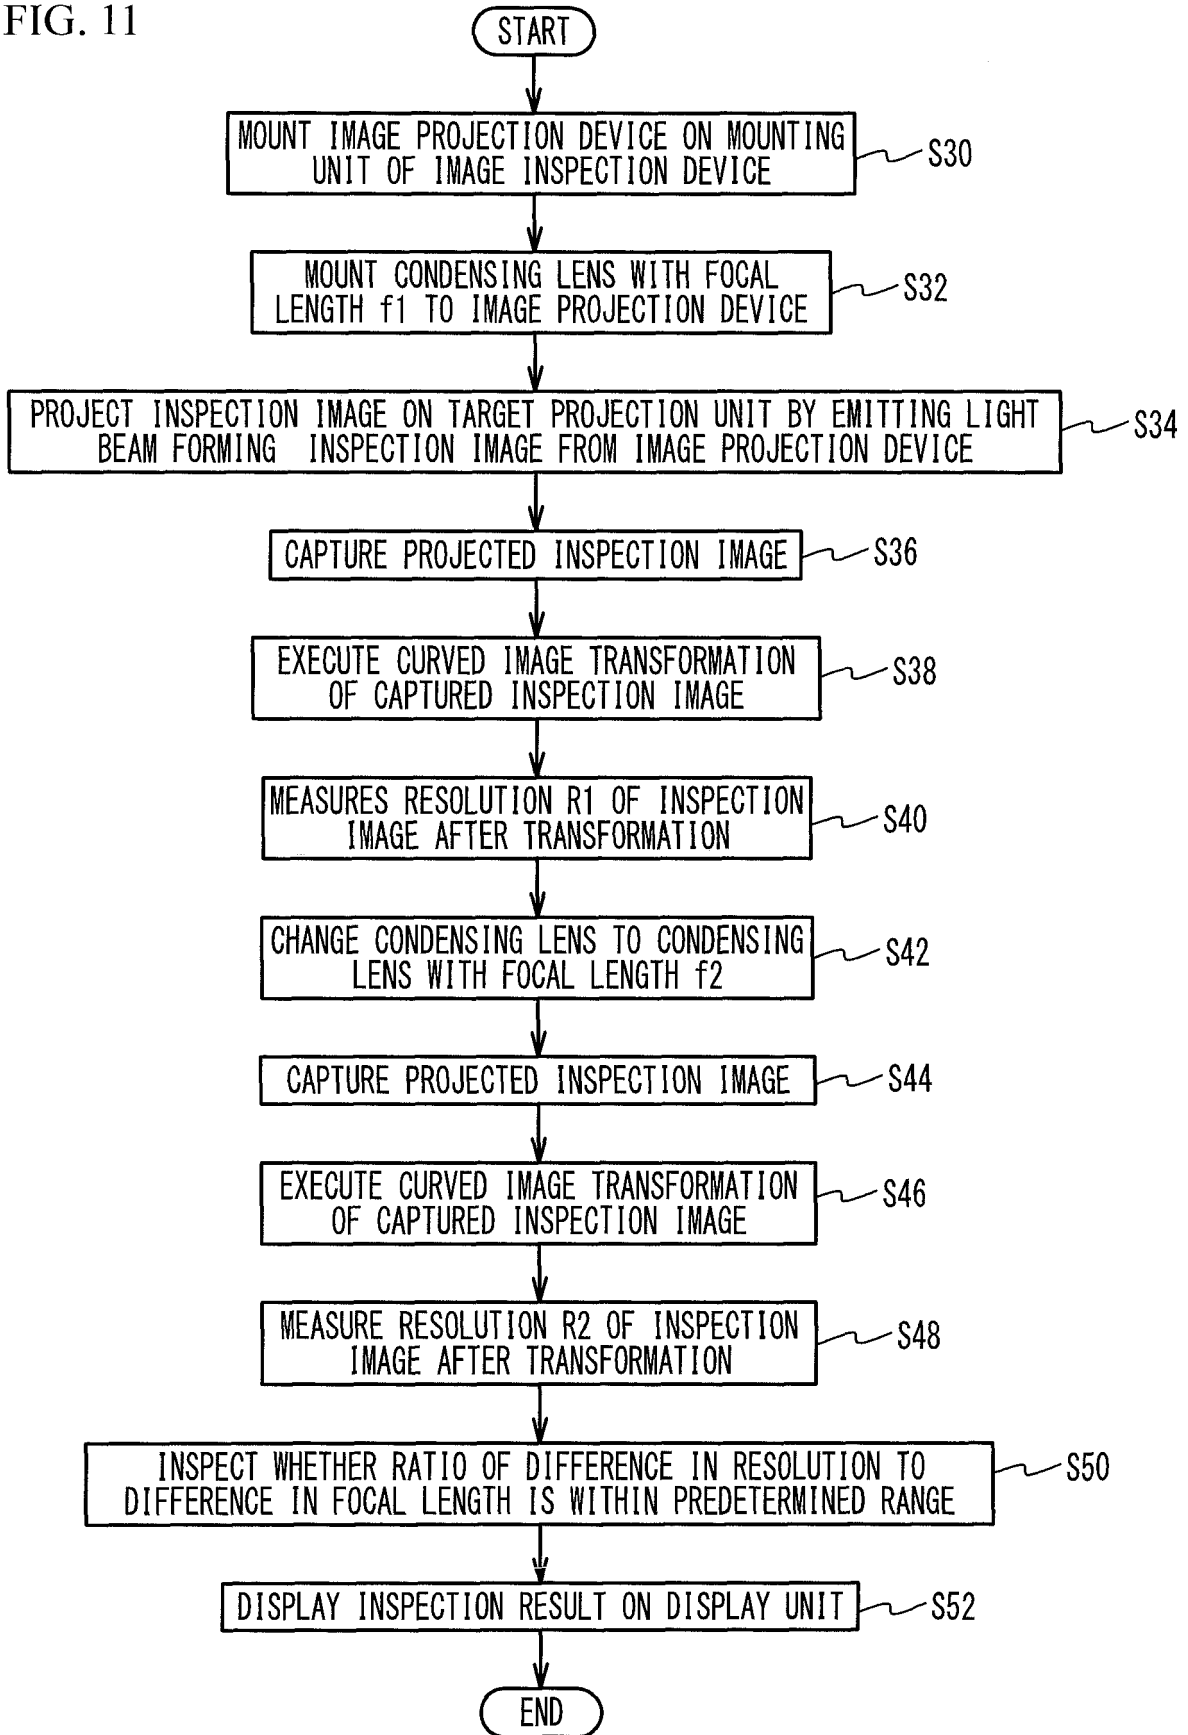 FIG. 11
START
MOUNT IMAGE PROJECTION DEVICE ON MOUNTING
UNIT OF IMAGE INSPECTION DEVICE
S30
MOUNT CONDENSING LENS WITH FOCAL
LENGTH f1 TO IMAGE PROJECTION DEVICE
S32
PROJECT INSPECTION IMAGE ON TARGET PROJECTION UNIT BY EMITTING LIGHT
BEAM FORMING INSPECTION IMAGE FROM IMAGE PROJECTION DEVICE
S34
CAPTURE PROJECTED INSPECTION IMAGE
S36
EXECUTE CURVED IMAGE TRANSFORMATION
OF CAPTURED INSPECTION IMAGE
S38
MEASURES RESOLUTION R1 OF INSPECTION
IMAGE AFTER TRANSFORMATION
S40
CHANGE CONDENSING LENS TO CONDENSING
LENS WITH FOCAL LENGTH f2
S42
CAPTURE PROJECTED INSPECTION IMAGE
S44
EXECUTE CURVED IMAGE TRANSFORMATION
OF CAPTURED INSPECTION IMAGE
S46
MEASURE RESOLUTION R2 OF INSPECTION
IMAGE AFTER TRANSFORMATION
S48
INSPECT WHETHER RATIO OF DIFFERENCE IN RESOLUTION TO
DIFFERENCE IN FOCAL LENGTH IS WITHIN PREDETERMINED RANGE
S50
DISPLAY INSPECTION RESULT ON DISPLAY UNIT
S52
END